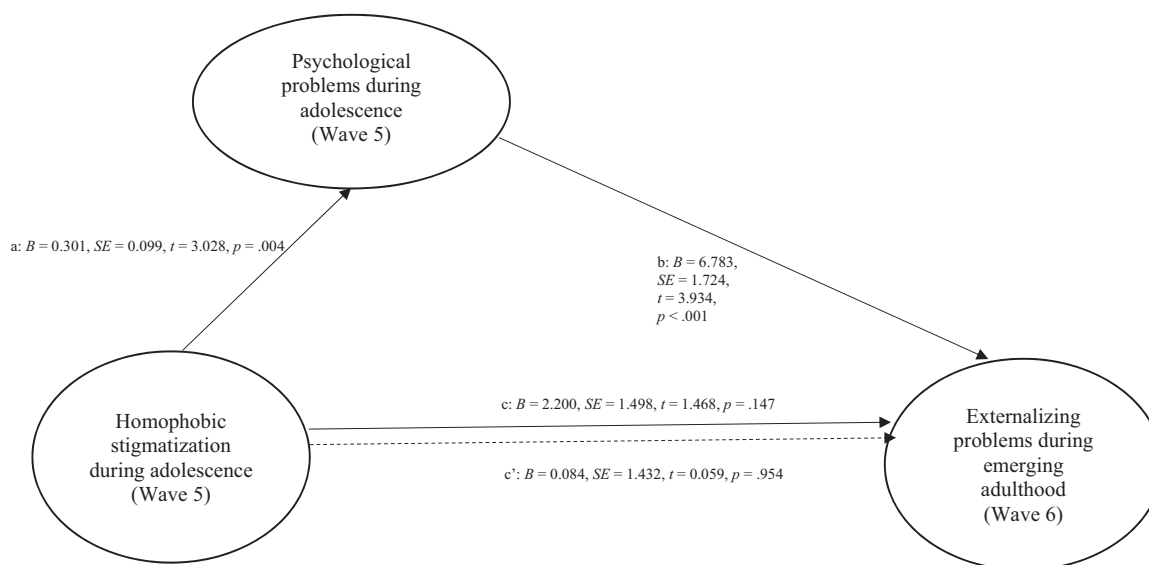 Psychological
problems during
adolescence
(Wave 5)
a: B = 0.301, SE = 0.099, t = 3.028, p = .004
b: B = 6.783,
SE = 1.724,
t = 3.934,
p < .001
Homophobic
stigmatization
during adolescence
(Wave 5)
c: B = 2.200, SE = 1.498, t = 1.468, p = .147
c’: B = 0.084, SE = 1.432, t = 0.059, p = .954
Externalizing
problems during
emerging
adulthood
(Wave 6)